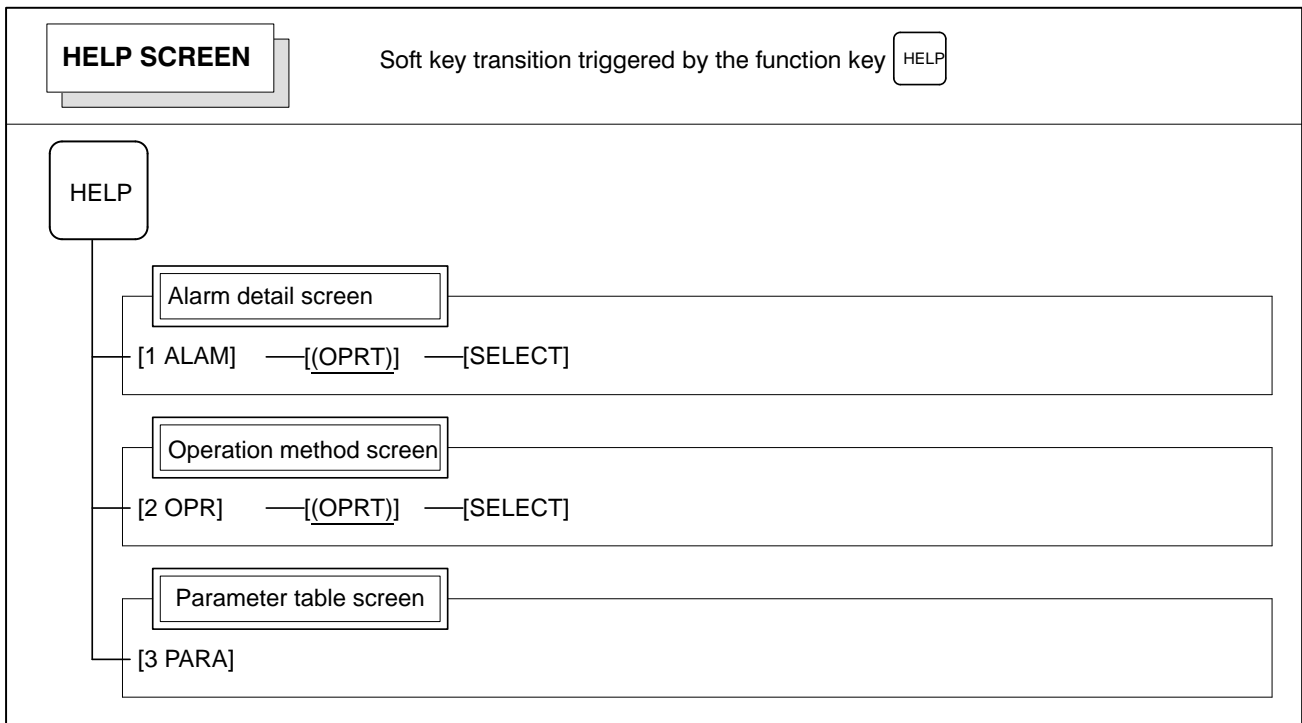 HELP SCREEN
Soft key transition triggered by the function key HELP
HELP
Alarm detail screen
[1 ALAM] [(OPRT)] [SELECT]
Operation method screen
[2 OPR] [(OPRT)] [SELECT]
Parameter table screen
[3 PARA]